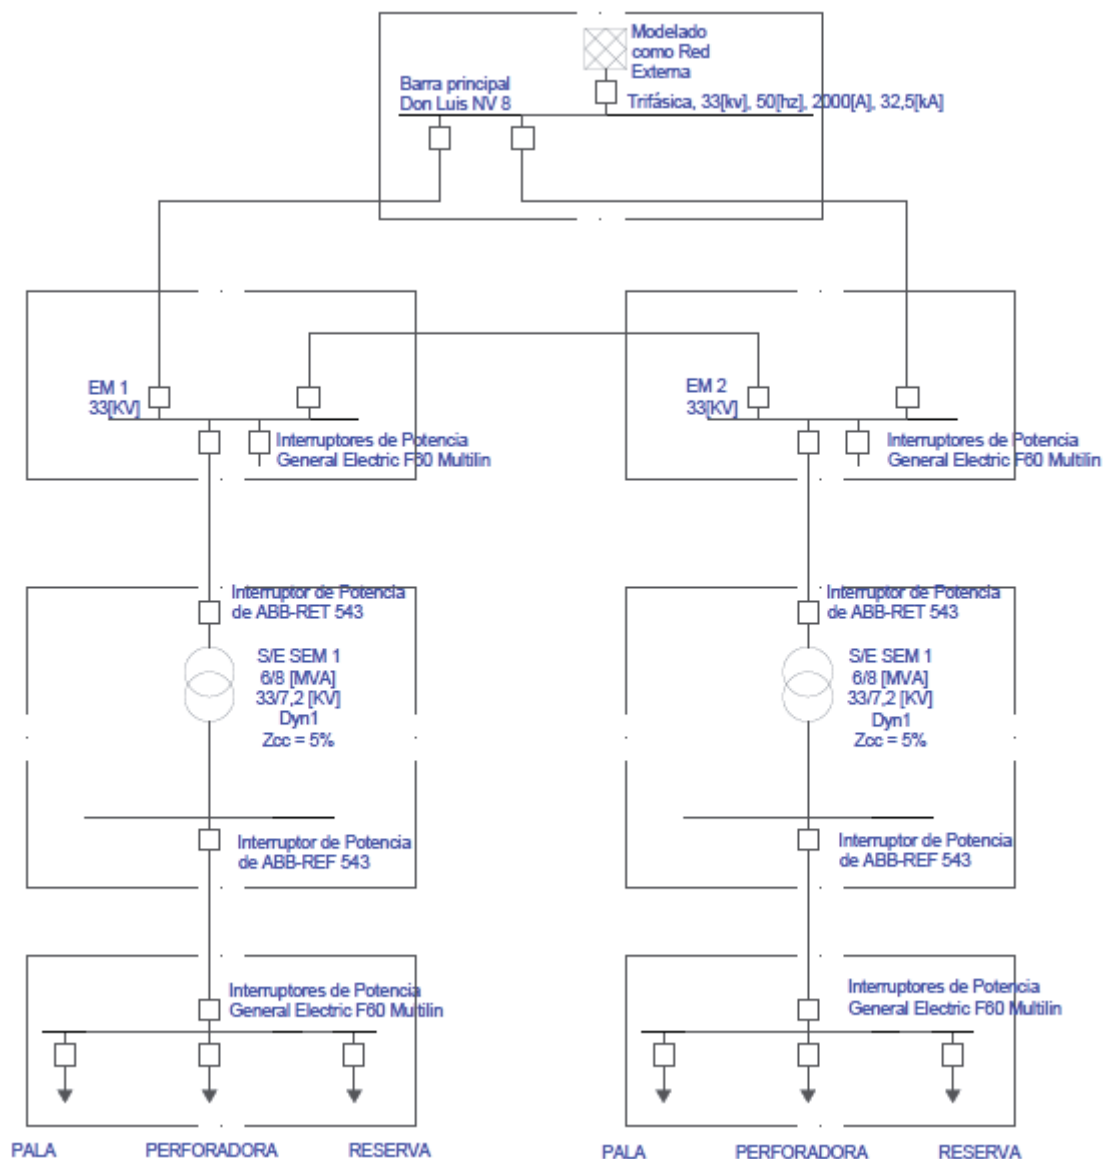 Modelado
como Red
Externa
Barra principal
Don Luis NV 8
Trifásica, 33[kv], 50[hz], 2000[A], 32,5[kA]
EM 1
33[KV]
Interruptores de Potencia
General Electric F60 Multilin
EM 2
33[KV]
Interruptores de Potencia
General Electric F60 Multilin
Interruptor de Potencia
de ABB-RET 543
S/E SEM 1
6/8 [MVA]
33/7,2 [KV]
Dyn1
Zcc = 5%
Interruptor de Potencia
de ABB-REF 543
Interruptor de Potencia
de ABB-RET 543
S/E SEM 1
6/8 [MVA]
33/7,2 [KV]
Dyn1
Zcc = 5%
Interruptor de Potencia
de ABB-REF 543
Interruptores de Potencia
General Electric F60 Multilin
PALA
PERFORADORA
RESERVA
Interruptores de Potencia
General Electric F60 Multilin
PALA
PERFORADORA
RESERVA